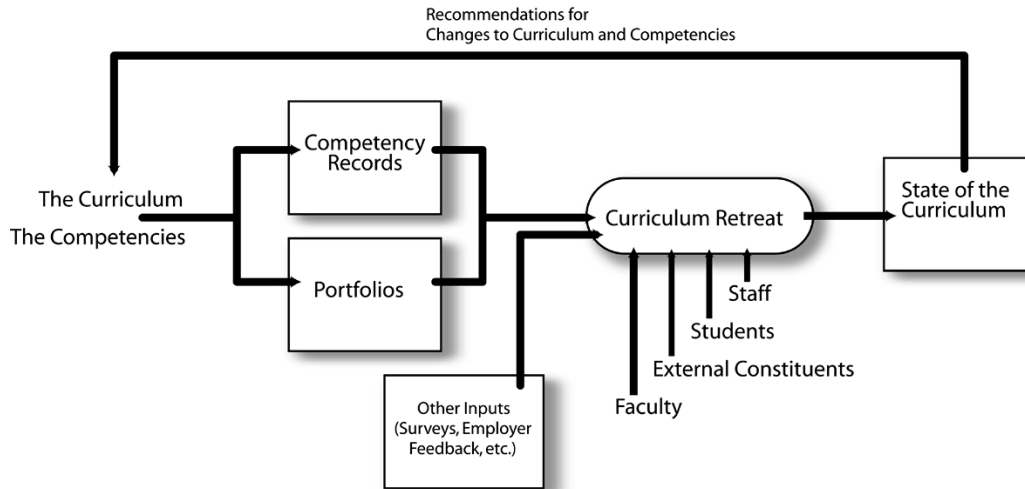 Recommendations for
Changes to Curriculum and Competencies
Competency
Records
The Curriculum
The Competencies
Portfolios
Curriculum Retreat
State of the
Curriculum
Staff
Students
External Constituents
Faculty
Other Inputs
(Surveys, Employer
Feedback, etc.)